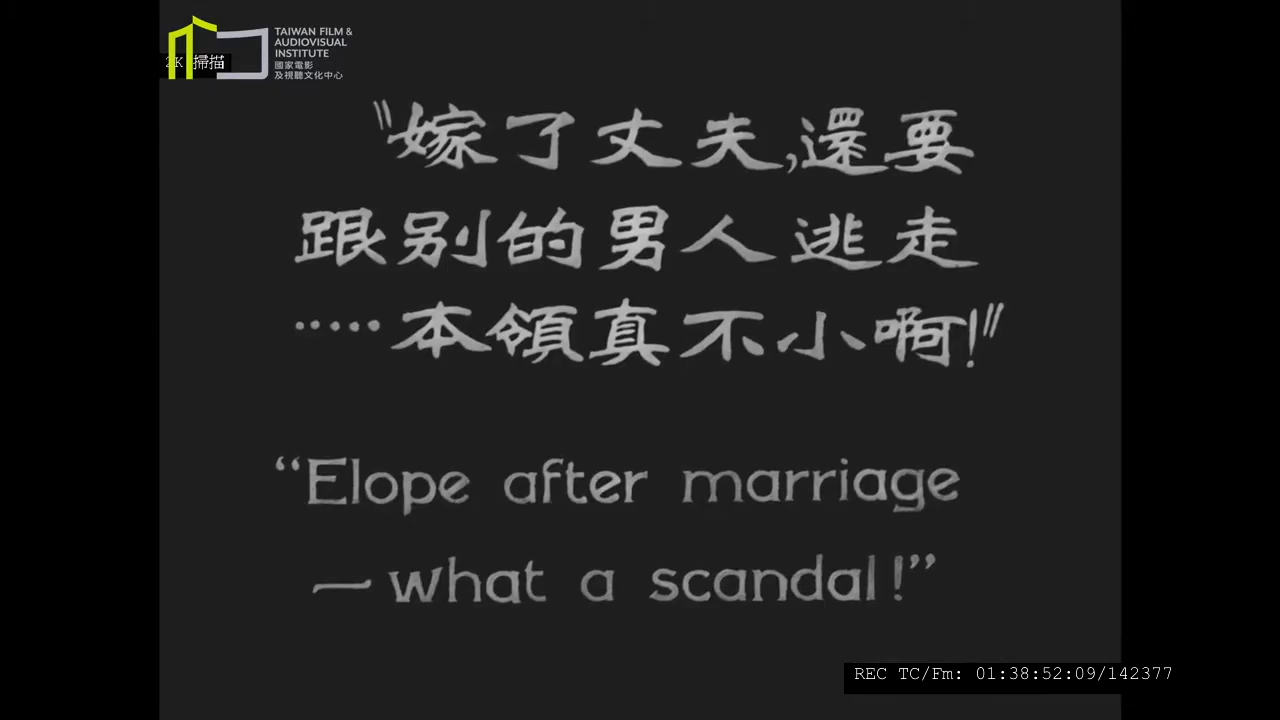 TAIWAN FILM &
AUDIOVISUAL
INSTITUTE
國家電影
及視聽文化中心
2K 掃描
"嫁了丈夫,還要
跟别的男人逃走
·····本領真不小啊!"
“Elope after marriage
—what a scandal!”
REC TC/Fm: 01:38:52:09/142377